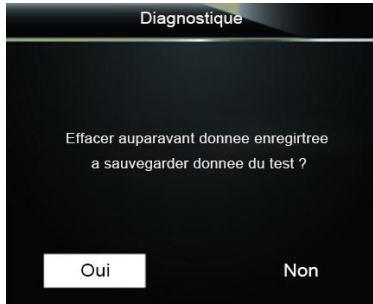 Diagnostique
Effacer auparavant donnee enregirtree
a sauvegarder donnee du test ?
Oui
Non